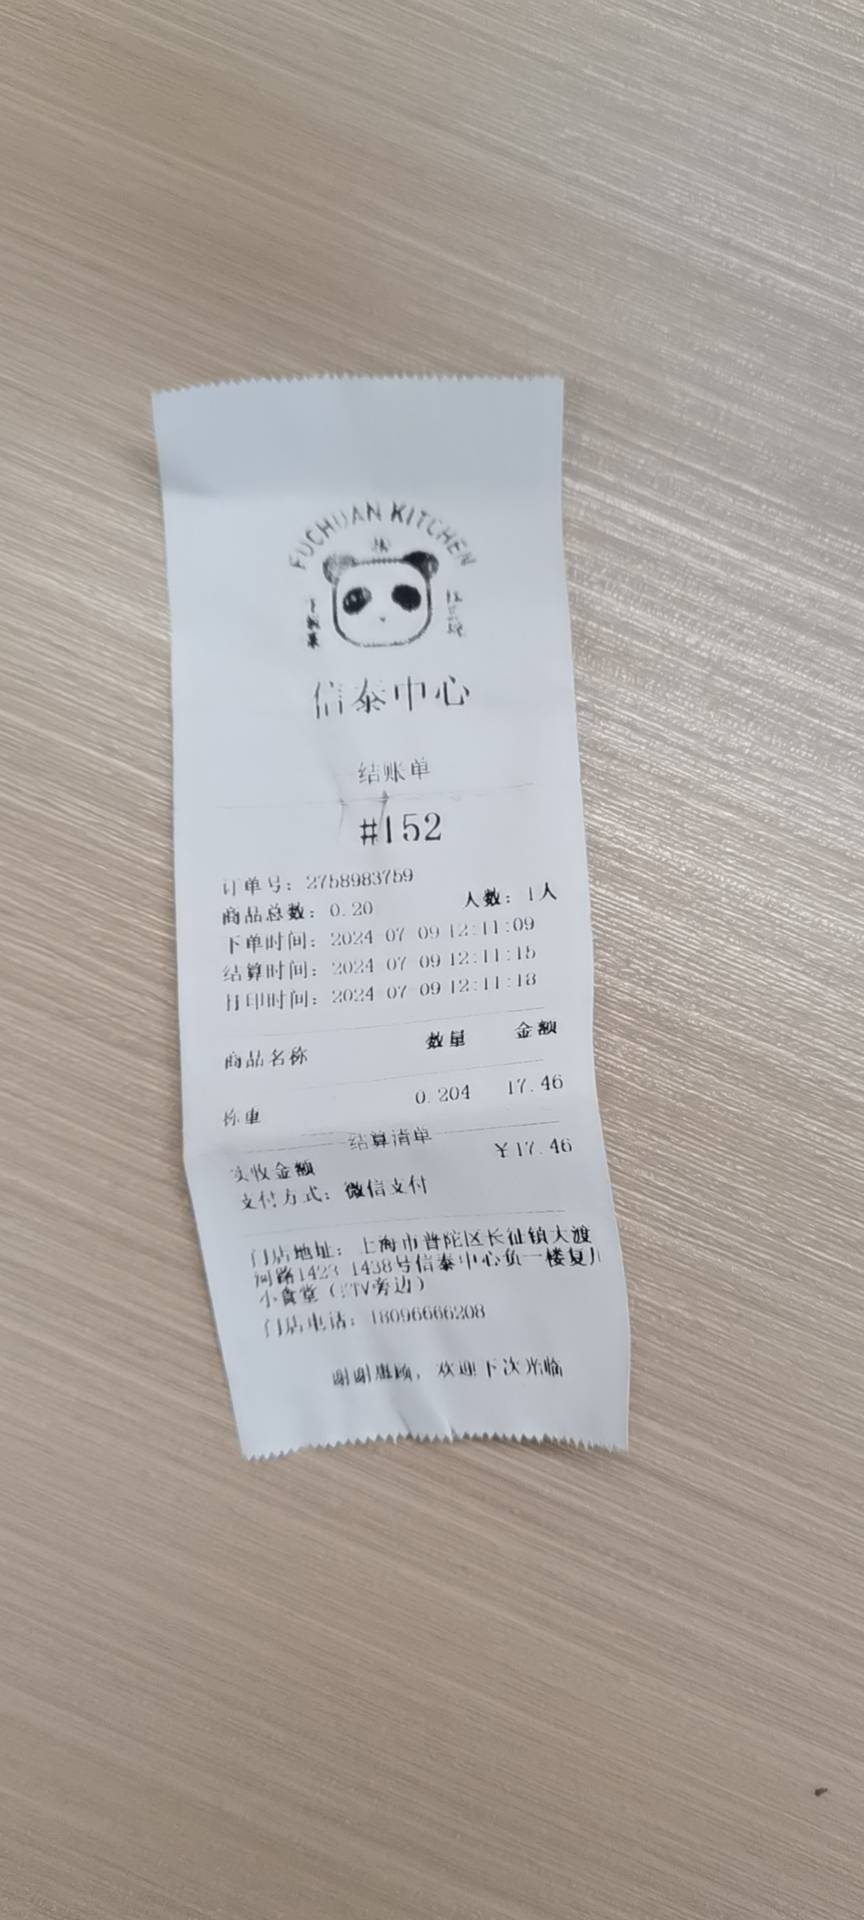 FUCHUAN KITCHEN
信泰中心
结账单
#152
订单号：2758983759
商品总数：0.20 人数：1人
下单时间：2024 07 09 12:11:09
结算时间：2024 07 09 12:11:15
打印时间：2024 07 09 12:11:18
商品名称 数量 金额
称重 0.204 17.46
结算清单
实收金额 ￥17.46
支付方式：微信支付
门店地址：上海市普陀区长征镇大渡
河路1423 1438号信泰中心负一楼复川
小食堂（KTV旁边）
门店电话：18096666208
谢谢惠顾，欢迎下次光临